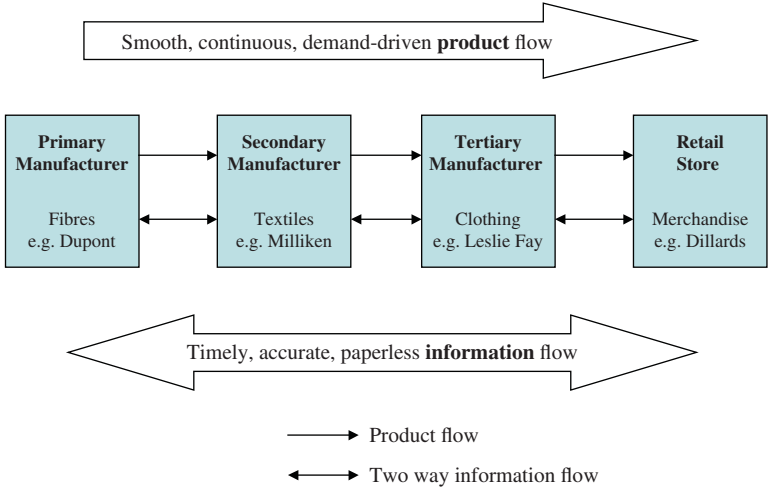 Smooth, continuous, demand-driven product flow
Primary
Manufacturer
Fibres
e.g. Dupont
Secondary
Manufacturer
Textiles
e.g. Milliken
Tertiary
Manufacturer
Clothing
e.g. Leslie Fay
Retail
Store
Merchandise
e.g. Dillards
Timely, accurate, paperless information flow
Product flow
Two way information flow